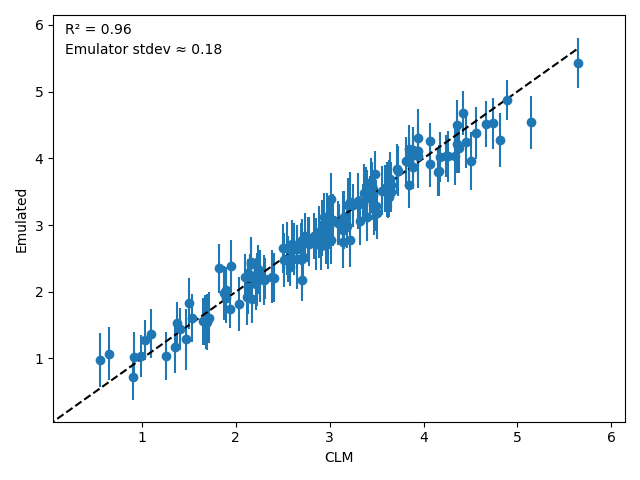 R² = 0.96
Emulator stdev ≈ 0.18
6
5
4
3
2
1
Emulated
1 2 3 4 5 6
CLM